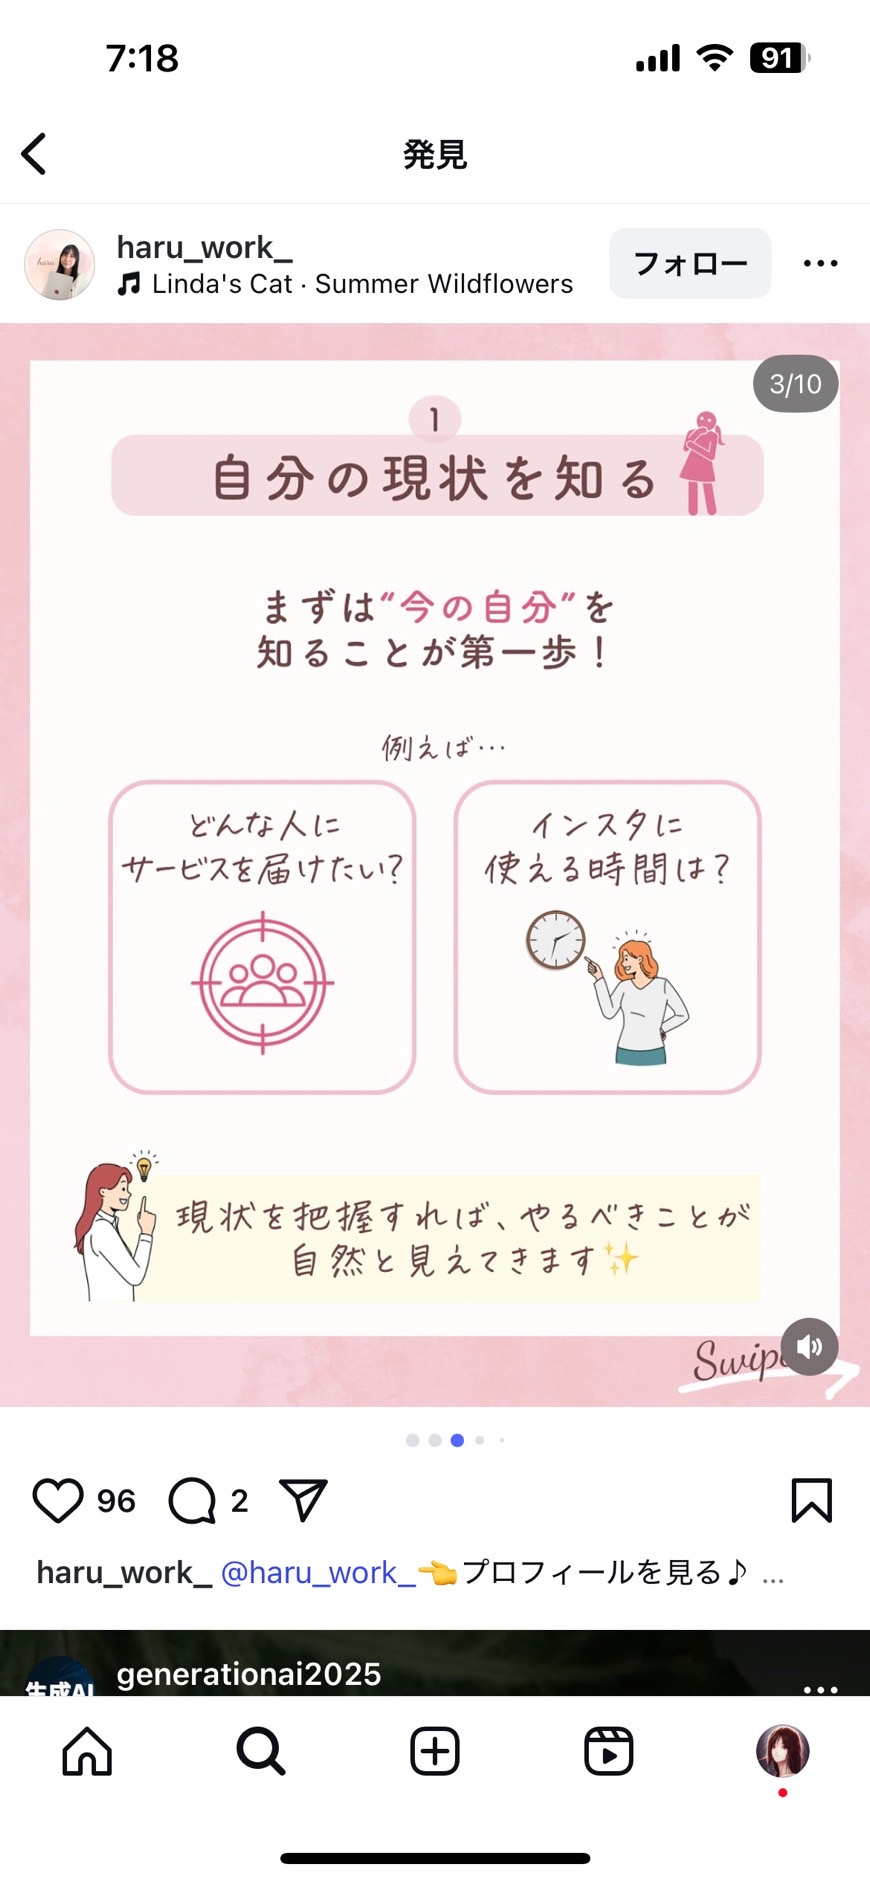 7:18
91
発見
haru_work_
Linda's Cat · Summer Wildflowers
フォロー
3/10
haru
1
自分の現状を知る
まずは“今の自分”を
知ることが第一歩！
例えば…
どんな人に
サービスを届けたい？
インスタに
使える時間は？
現状を把握すれば、やるべきことが
自然と見えてきます✨
96
2
haru_work_ @haru_work_👈プロフィールを見る♪ ...
generationai2025
生成AI